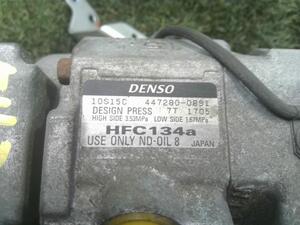 DENSO
10S15C 447280-0891
DESIGN PRESS 7T 1705
HIGH SIDE 3.53MPa LOW SIDE 1.67MPa
HFC134a
USE ONLY ND-OIL 8 JAPAN